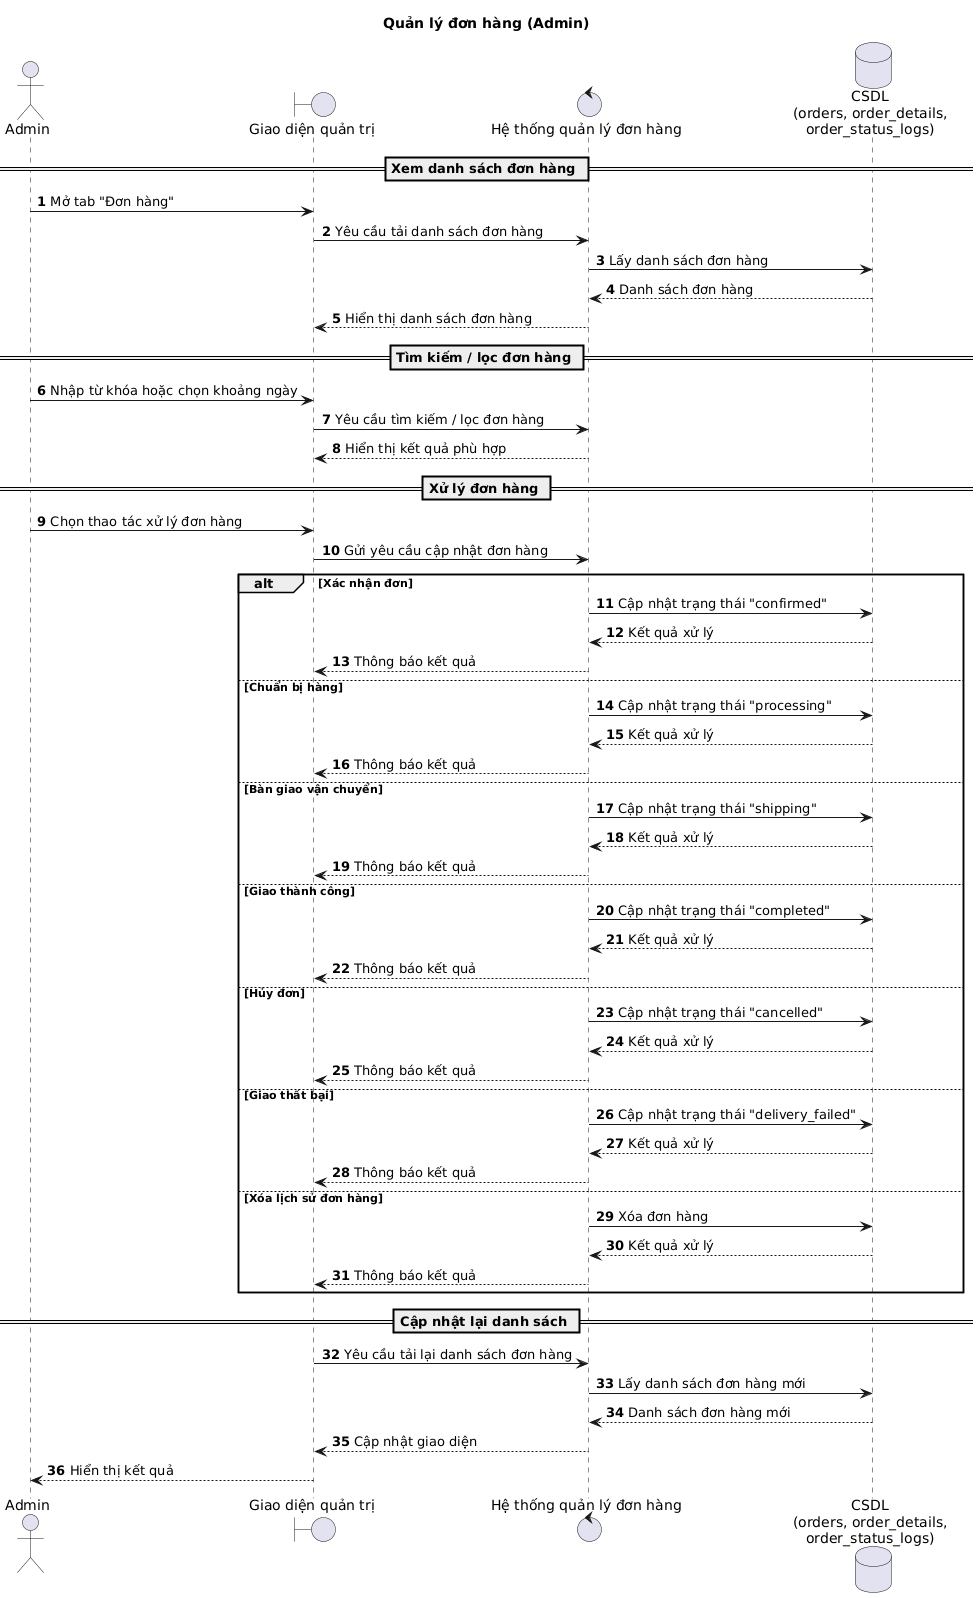 Quản lý đơn hàng (Admin)
Admin
Giao diện quản trị
Hệ thống quản lý đơn hàng
CSDL
(orders, order_details,
order_status_logs)
Xem danh sách đơn hàng
1 Mở tab "Đơn hàng"
2 Yêu cầu tải danh sách đơn hàng
3 Lấy danh sách đơn hàng
4 Danh sách đơn hàng
5 Hiển thị danh sách đơn hàng
Tìm kiếm / lọc đơn hàng
6 Nhập từ khóa hoặc chọn khoảng ngày
7 Yêu cầu tìm kiếm / lọc đơn hàng
8 Hiển thị kết quả phù hợp
Xử lý đơn hàng
9 Chọn thao tác xử lý đơn hàng
10 Gửi yêu cầu cập nhật đơn hàng
alt [Xác nhận đơn]
11 Cập nhật trạng thái "confirmed"
12 Kết quả xử lý
13 Thông báo kết quả
[Chuẩn bị hàng]
14 Cập nhật trạng thái "processing"
15 Kết quả xử lý
16 Thông báo kết quả
[Bàn giao vận chuyển]
17 Cập nhật trạng thái "shipping"
18 Kết quả xử lý
19 Thông báo kết quả
[Giao thành công]
20 Cập nhật trạng thái "completed"
21 Kết quả xử lý
22 Thông báo kết quả
[Hủy đơn]
23 Cập nhật trạng thái "cancelled"
24 Kết quả xử lý
25 Thông báo kết quả
[Giao thất bại]
26 Cập nhật trạng thái "delivery_failed"
27 Kết quả xử lý
28 Thông báo kết quả
[Xóa lịch sử đơn hàng]
29 Xóa đơn hàng
30 Kết quả xử lý
31 Thông báo kết quả
Cập nhật lại danh sách
32 Yêu cầu tải lại danh sách đơn hàng
33 Lấy danh sách đơn hàng mới
34 Danh sách đơn hàng mới
35 Cập nhật giao diện
36 Hiển thị kết quả
Admin
Giao diện quản trị
Hệ thống quản lý đơn hàng
CSDL
(orders, order_details,
order_status_logs)